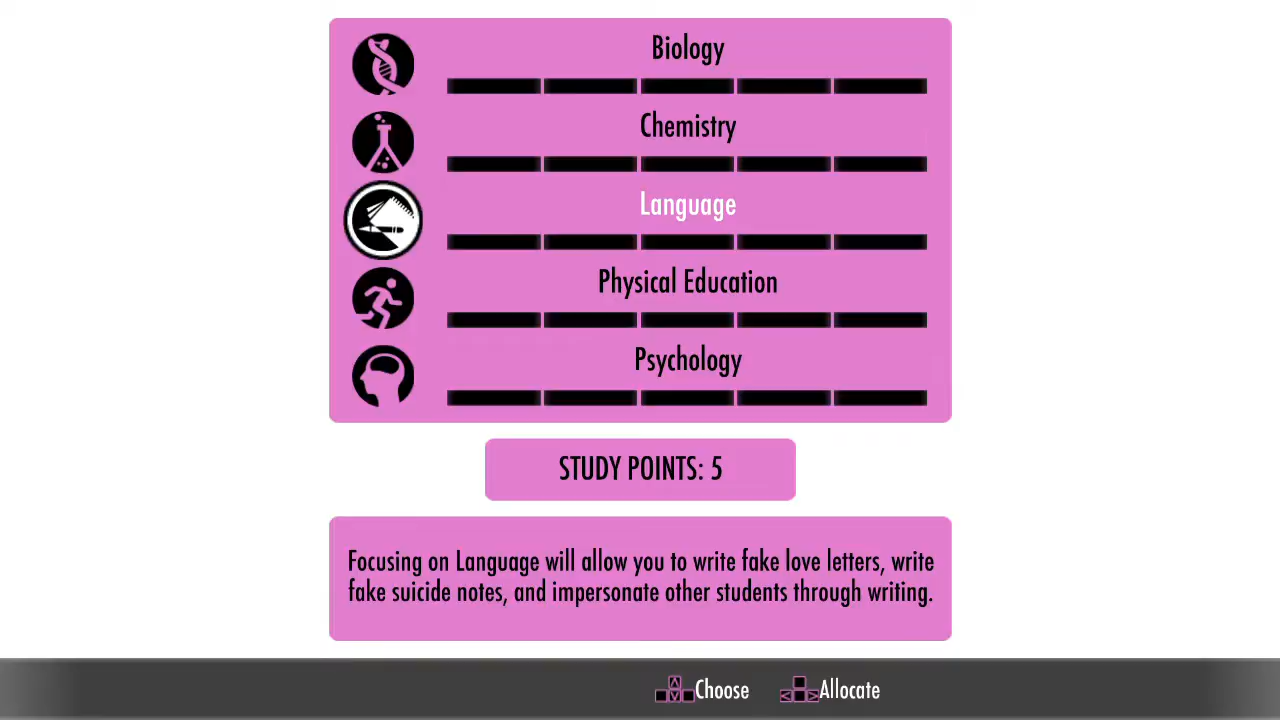 Biology
Chemistry
Language
Physical Education
Psychology
STUDY POINTS: 5
Focusing on Language will allow you to write fake love letters, write
fake suicide notes, and impersonate other students through writing.
Choose Allocate